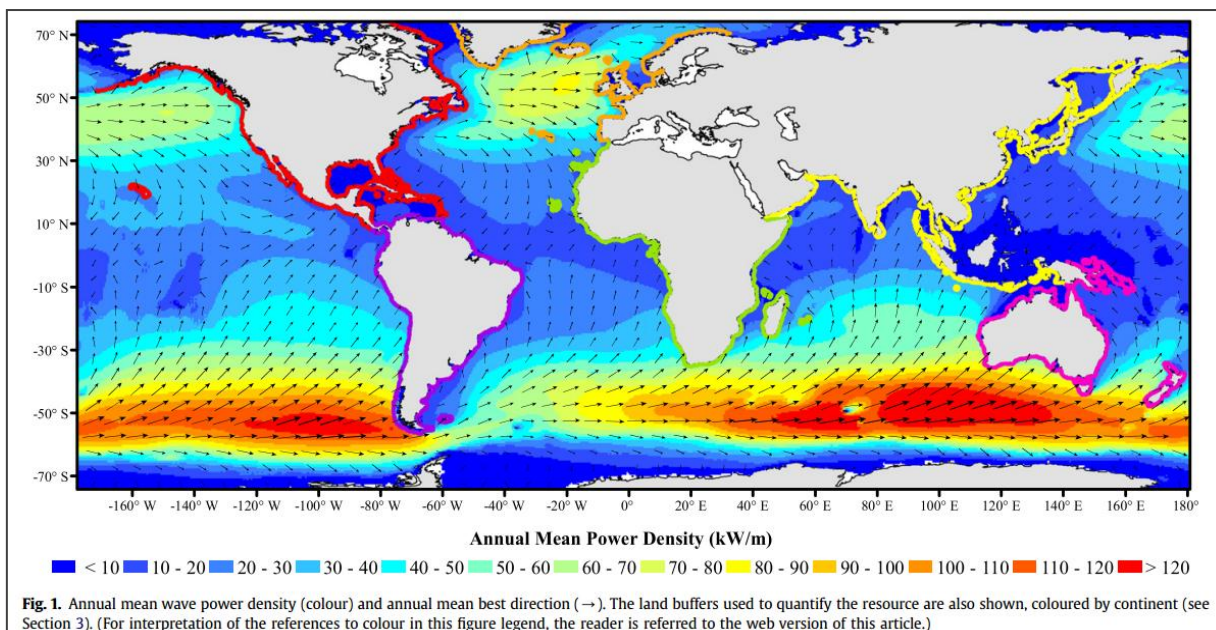 70° N
50° N
30° N
10° N
-10° S
-30° S
-50° S
-70° S
-160° W -140° W -120° W -100° W -80° W -60° W -40° W -20° W 0° 20° E 40° E 60° E 80° E 100° E 120° E 140° E 160° E 180°
Annual Mean Power Density (kW/m)
< 10 10 - 20 20 - 30 30 - 40 40 - 50 50 - 60 60 - 70 70 - 80 80 - 90 90 - 100 100 - 110 110 - 120 > 120
Fig. 1. Annual mean wave power density (colour) and annual mean best direction (→). The land buffers used to quantify the resource are also shown, coloured by continent (see
Section 3). (For interpretation of the references to colour in this figure legend, the reader is referred to the web version of this article.)